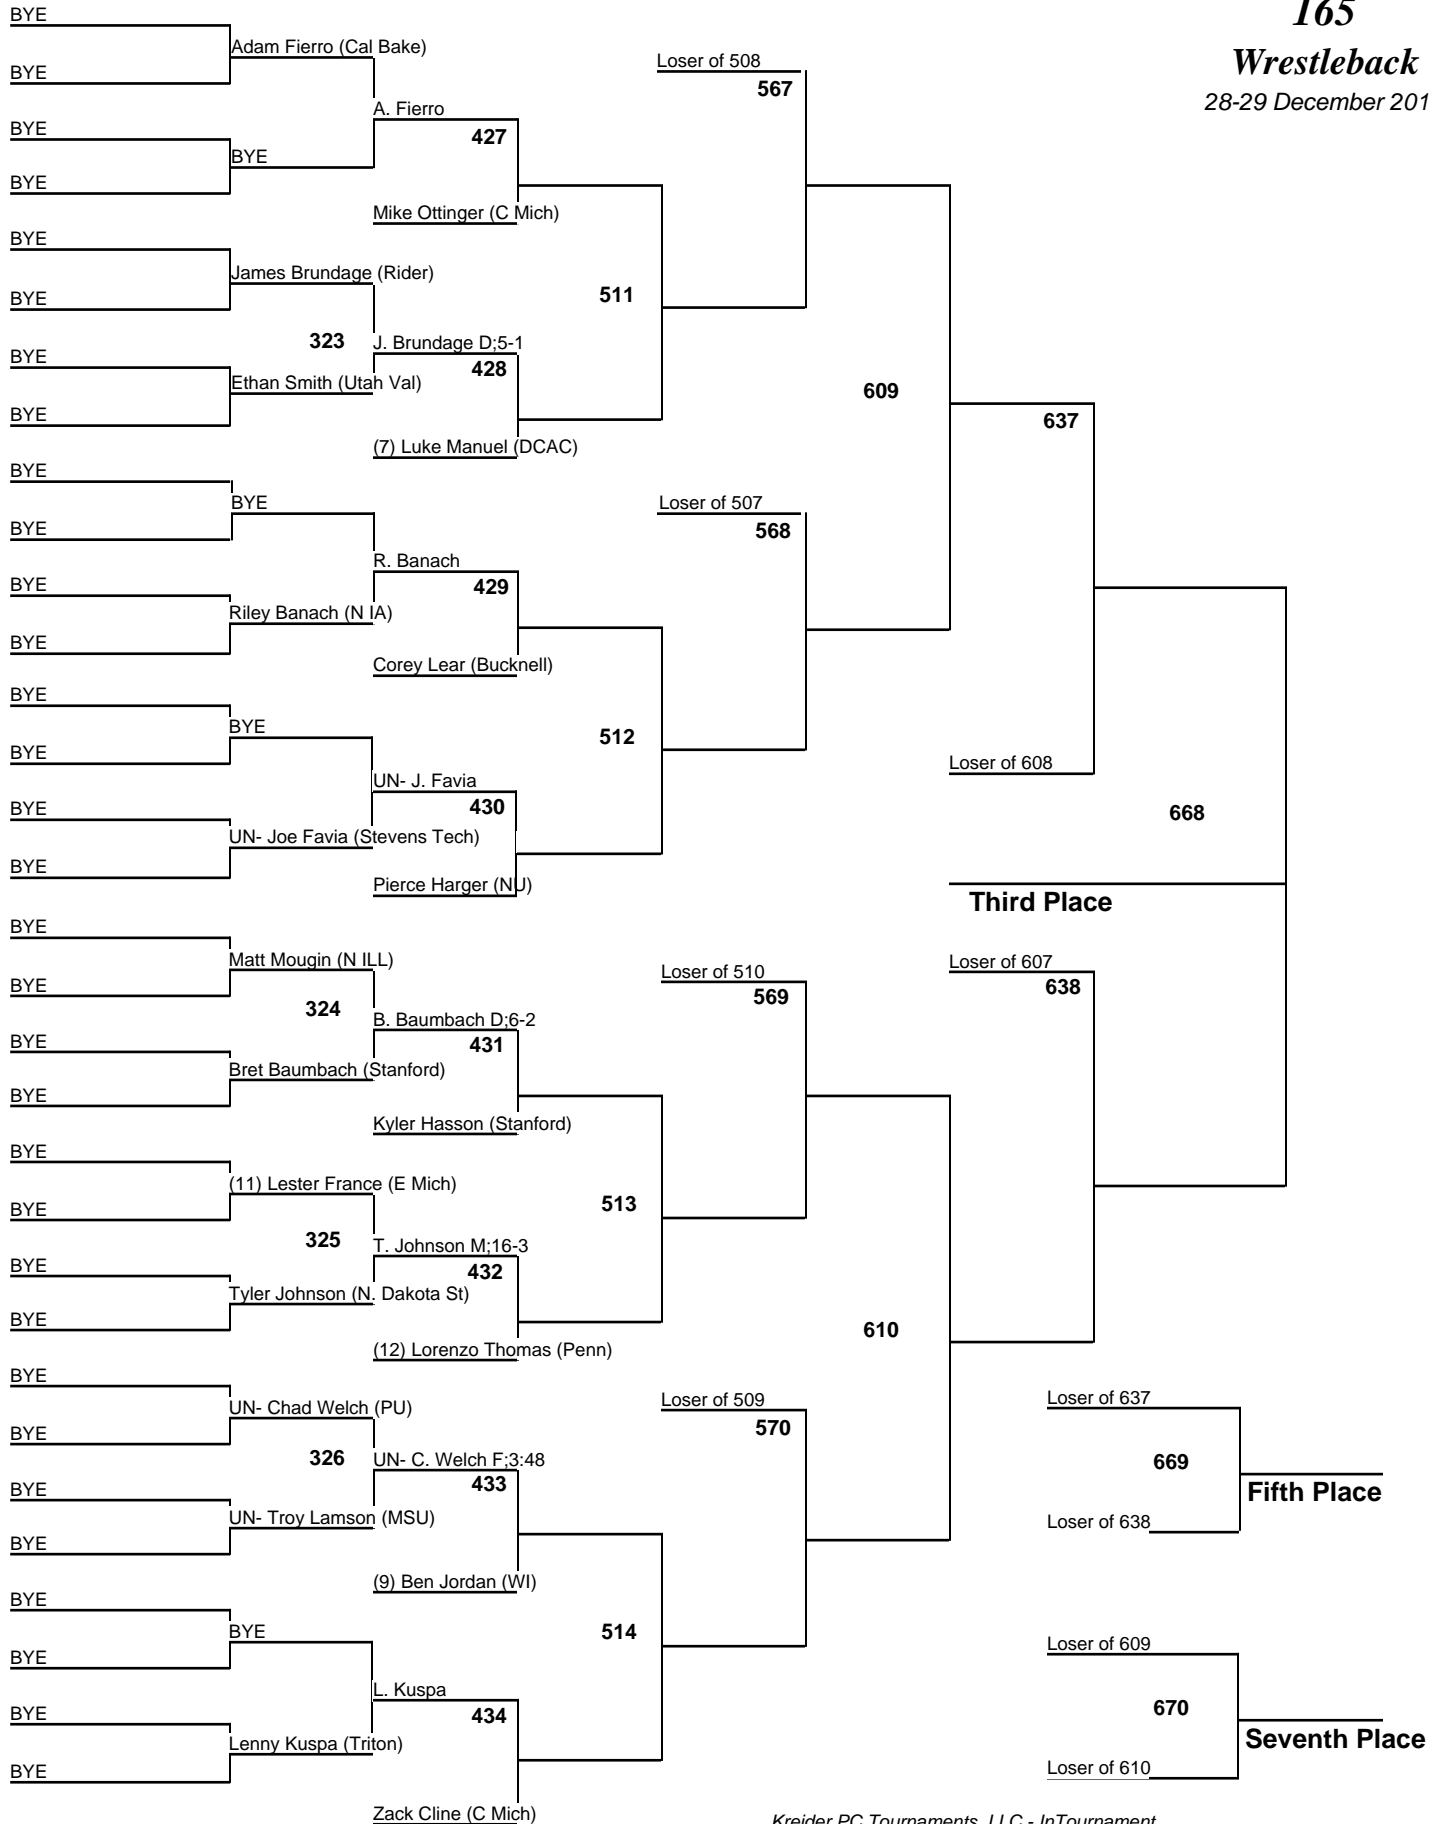 165
Wrestleback
28-29 December 201
BYE
Adam Fierro (Cal Bake)
BYE
Loser of 508
567
A. Fierro
BYE
427
BYE
BYE
Mike Ottinger (C Mich)
BYE
James Brundage (Rider)
BYE
511
323
J. Brundage D;5-1
BYE
428
Ethan Smith (Utah Val)
609
BYE
637
(7) Luke Manuel (DCAC)
BYE
BYE
Loser of 507
BYE
568
R. Banach
BYE
429
Riley Banach (N IA)
BYE
Corey Lear (Bucknell)
BYE
BYE
512
BYE
Loser of 608
UN- J. Favia
BYE
430
668
UN- Joe Favia (Stevens Tech)
BYE
Pierce Harger (NU)
Third Place
BYE
Matt Mougin (N ILL)
Loser of 607
BYE
Loser of 510
638
569
324
B. Baumbach D;6-2
BYE
431
Bret Baumbach (Stanford)
BYE
Kyler Hasson (Stanford)
BYE
(11) Lester France (E Mich)
BYE
513
325
T. Johnson M;16-3
BYE
432
Tyler Johnson (N. Dakota St)
BYE
610
(12) Lorenzo Thomas (Penn)
BYE
Loser of 637
UN- Chad Welch (PU)
Loser of 509
BYE
570
326
UN- C. Welch F;3:48
669
BYE
433
Fifth Place
UN- Troy Lamson (MSU)
Loser of 638
BYE
(9) Ben Jordan (WI)
BYE
BYE
514
Loser of 609
BYE
L. Kuspa
BYE
434
670
Lenny Kuspa (Triton)
Seventh Place
BYE
Loser of 610
Zack Cline (C Mich)
Kreider PC Tournaments, LLC - InTournament